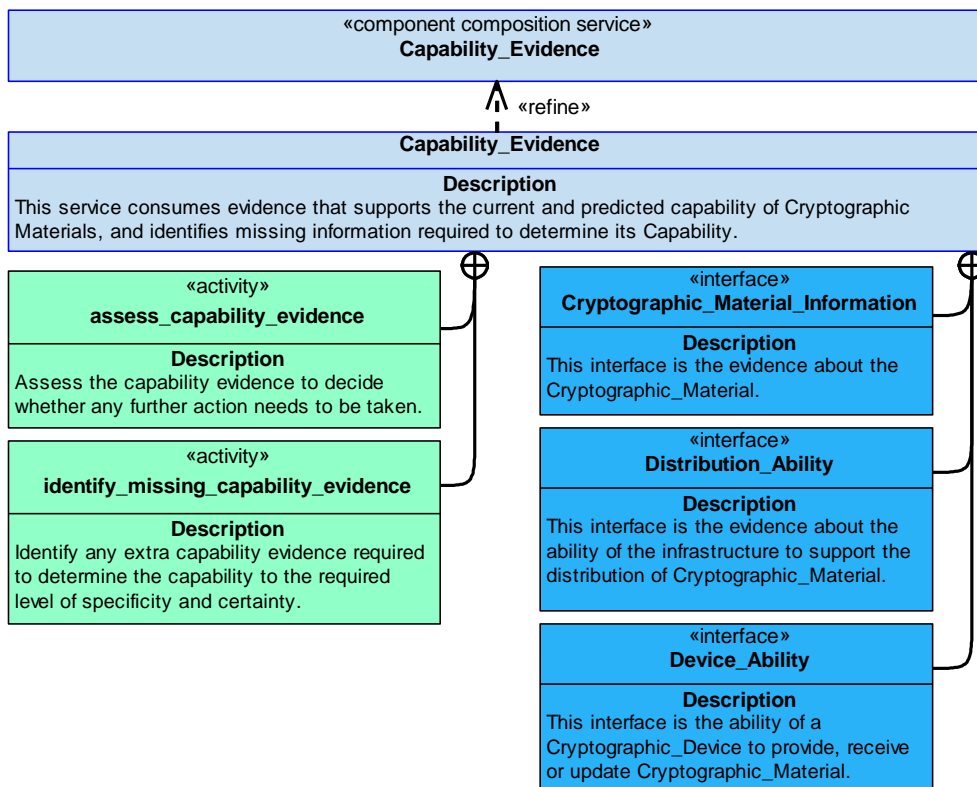 «component composition service»
Capability_Evidence
«refine»
Capability_Evidence
Description
This service consumes evidence that supports the current and predicted capability of Cryptographic
Materials, and identifies missing information required to determine its Capability.
«activity»
assess_capability_evidence
Description
Assess the capability evidence to decide
whether any further action needs to be taken.
«activity»
identify_missing_capability_evidence
Description
Identify any extra capability evidence required
to determine the capability to the required
level of specificity and certainty.
«interface»
Cryptographic_Material_Information
Description
This interface is the evidence about the
Cryptographic_Material.
«interface»
Distribution_Ability
Description
This interface is the evidence about the
ability of the infrastructure to support the
distribution of Cryptographic_Material.
«interface»
Device_Ability
Description
This interface is the ability of a
Cryptographic_Device to provide, receive
or update Cryptographic_Material.